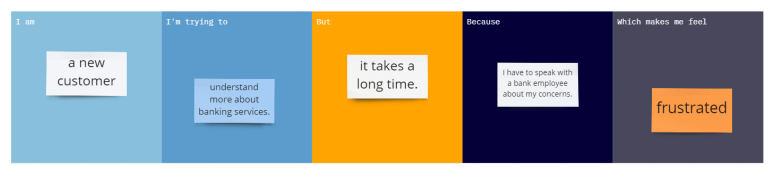 I am
a new
customer
I'm trying to
understand
more about
banking services.
But
it takes a
long time.
Because
I have to speak with
a bank employee
about my concerns.
Which makes me feel
frustrated